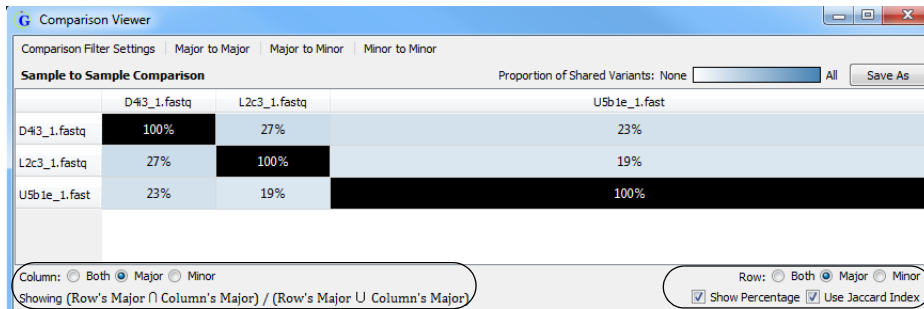 G Comparison Viewer
Comparison Filter Settings Major to Major Major to Minor Minor to Minor
Sample to Sample Comparison Proportion of Shared Variants: None All Save As
D4i3_1.fastq L2c3_1.fastq U5b1e_1.fast
D4i3_1.fastq 100% 27% 23%
L2c3_1.fastq 27% 100% 19%
U5b1e_1.fast 23% 19% 100%
Column: Both Major Minor Row: Both Major Minor
Showing (Row's Major ∩ Column's Major) / (Row's Major ∪ Column's Major) Show Percentage Use Jaccard Index